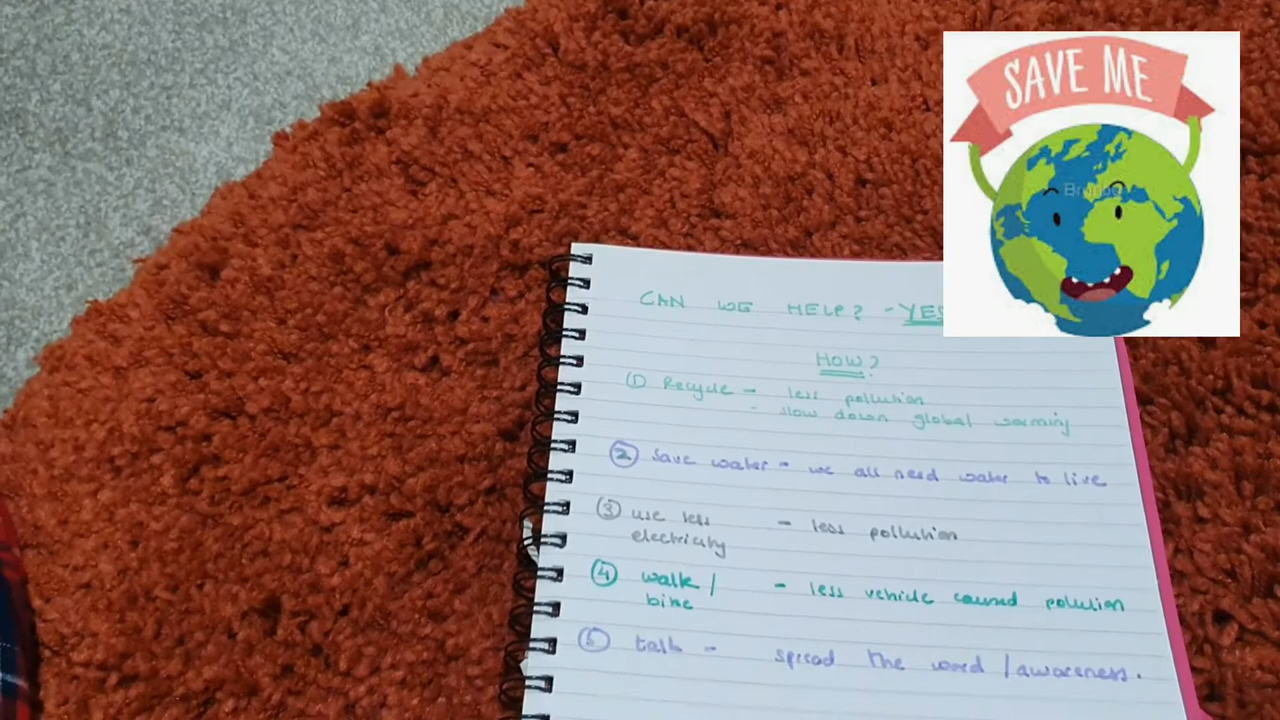 SAVE ME
CAN WE HELP? - YES
HOW?
① Recycle - less pollution
- slow down global warming
② Save water - we all need water to live
③ use less - less pollution
electricity
④ walk / - less vehicle caused pollution
bike
⑤ talk - spread the word / awareness.